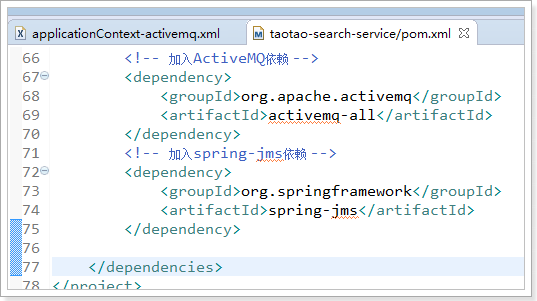 applicationContext-activemq.xml taotao-search-service/pom.xml
66 <!-- 加入ActiveMQ依赖 -->
67 <dependency>
68 <groupId>org.apache.activemq</groupId>
69 <artifactId>activemq-all</artifactId>
70 </dependency>
71 <!-- 加入spring-jms依赖 -->
72 <dependency>
73 <groupId>org.springframework</groupId>
74 <artifactId>spring-jms</artifactId>
75 </dependency>
76
77 </dependencies>
78 </project>